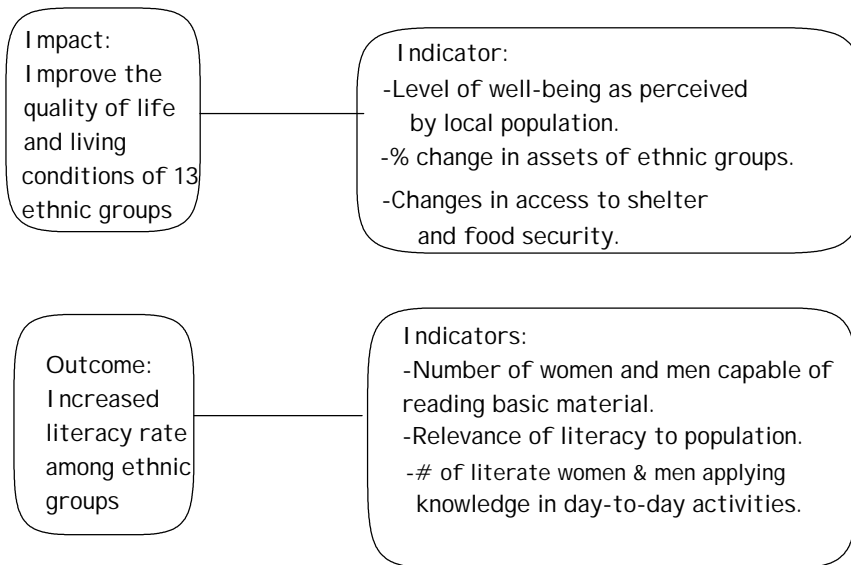 Impact:
Improve the
quality of life
and living
conditions of 13
ethnic groups
Indicator:
-Level of well-being as perceived
by local population.
-% change in assets of ethnic groups.
-Changes in access to shelter
and food security.
Outcome:
Increased
literacy rate
among ethnic
groups
Indicators:
-Number of women and men capable of
reading basic material.
-Relevance of literacy to population.
-# of literate women & men applying
knowledge in day-to-day activities.